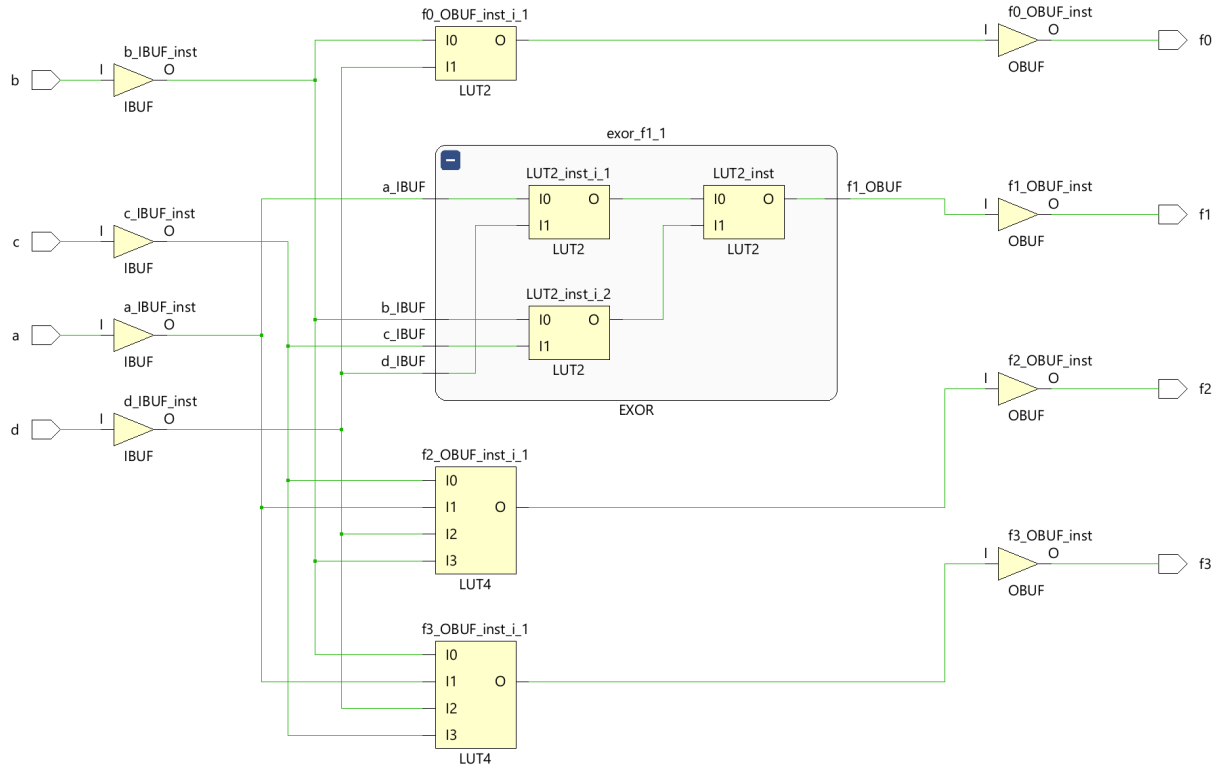 f0_OBUF_inst_i_1
I0 O
I1
LUT2
f0_OBUF_inst
I O
OBUF
f0
b
b_IBUF_inst
I O
IBUF
exor_f1_1
a_IBUF
LUT2_inst_i_1
I0 O
I1
LUT2
LUT2_inst
I0 O
I1
LUT2
f1_OBUF
f1_OBUF_inst
I O
OBUF
f1
c
c_IBUF_inst
I O
IBUF
LUT2_inst_i_2
b_IBUF
I0 O
c_IBUF
I1
d_IBUF
LUT2
EXOR
a
a_IBUF_inst
I O
IBUF
f2_OBUF_inst
I O
OBUF
f2
d
d_IBUF_inst
I O
IBUF
f2_OBUF_inst_i_1
I0
I1 O
I2
I3
LUT4
f3_OBUF_inst
I O
OBUF
f3
f3_OBUF_inst_i_1
I0
I1 O
I2
I3
LUT4